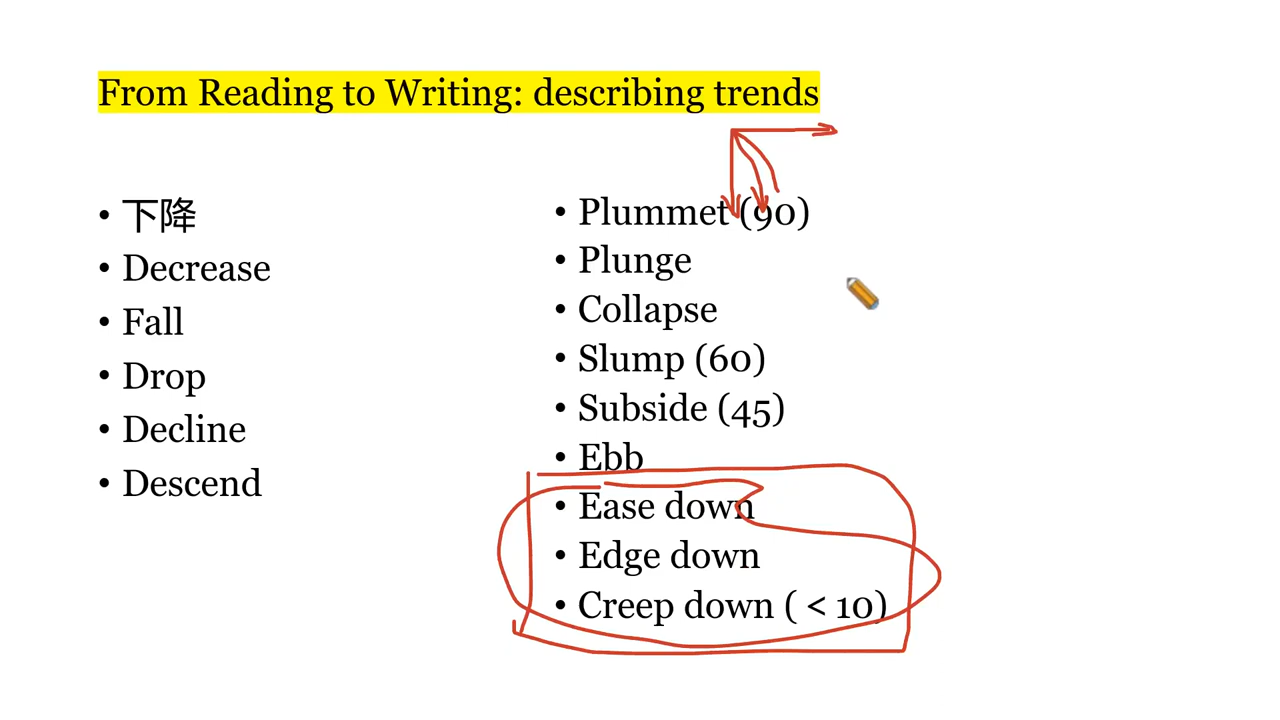 From Reading to Writing: describing trends
• 下降
• Decrease
• Fall
• Drop
• Decline
• Descend
• Plummet (90)
• Plunge
• Collapse
• Slump (60)
• Subside (45)
• Ebb
• Ease down
• Edge down
• Creep down ( < 10)